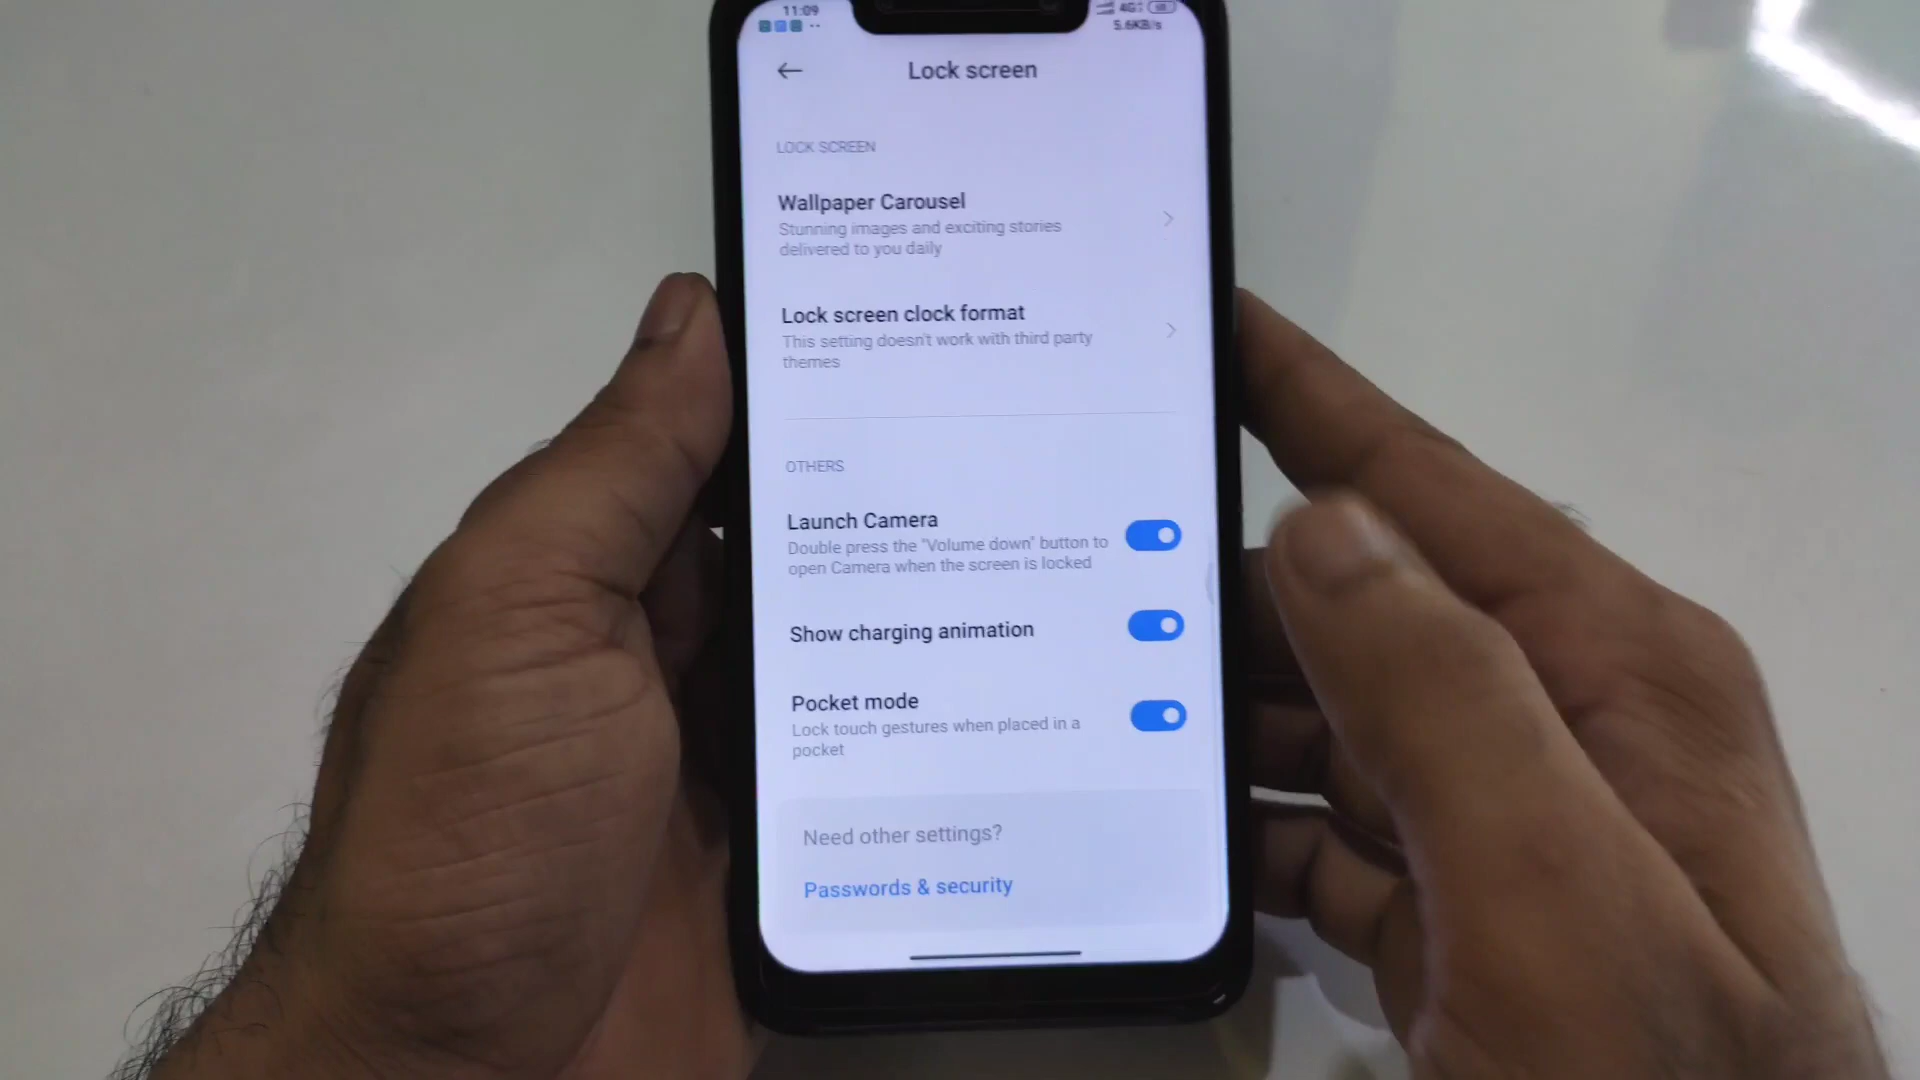 11:09
4G
5.6KB/s
Lock screen
LOCK SCREEN
Wallpaper Carousel
Stunning images and exciting stories
delivered to you daily
Lock screen clock format
This setting doesn't work with third party
themes
OTHERS
Launch Camera
Double press the "Volume down" button to
open Camera when the screen is locked
Show charging animation
Pocket mode
Lock touch gestures when placed in a
pocket
Need other settings?
Passwords & security